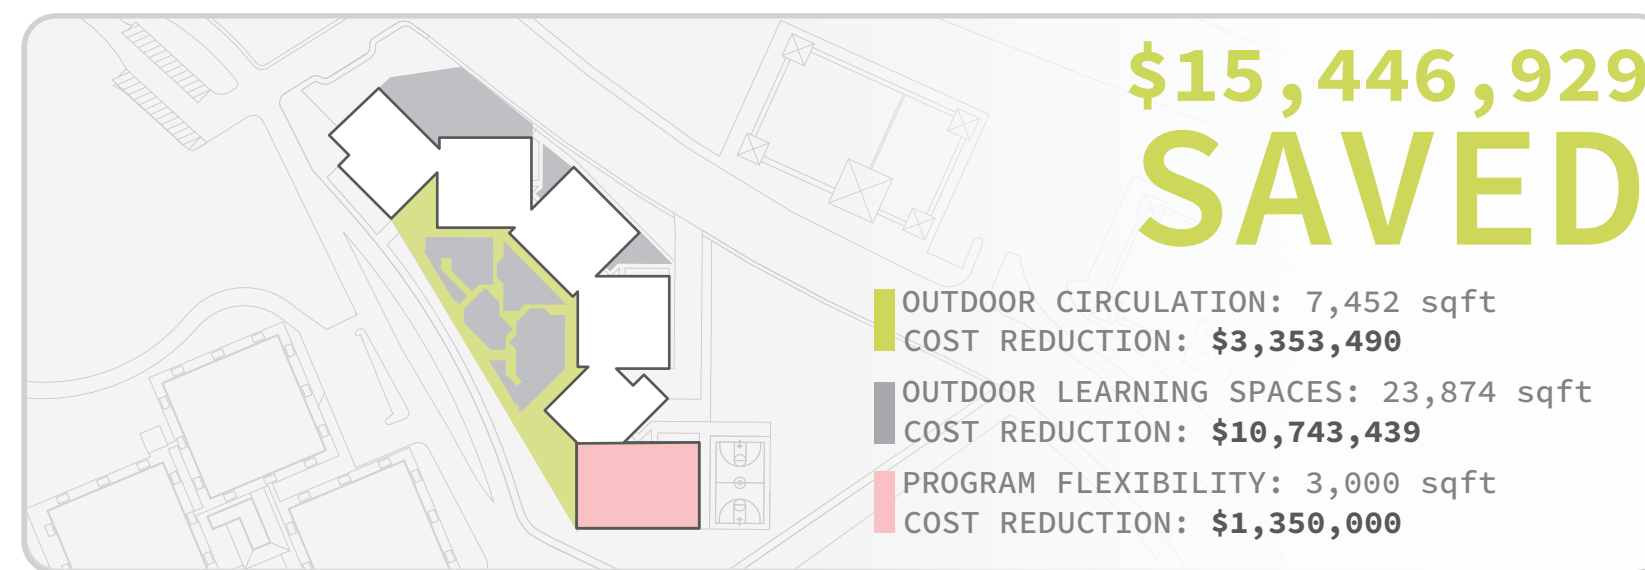 $15,446,929
SAVED
OUTDOOR CIRCULATION: 7,452 sqft
COST REDUCTION: $3,353,490
OUTDOOR LEARNING SPACES: 23,874 sqft
COST REDUCTION: $10,743,439
PROGRAM FLEXIBILITY: 3,000 sqft
COST REDUCTION: $1,350,000